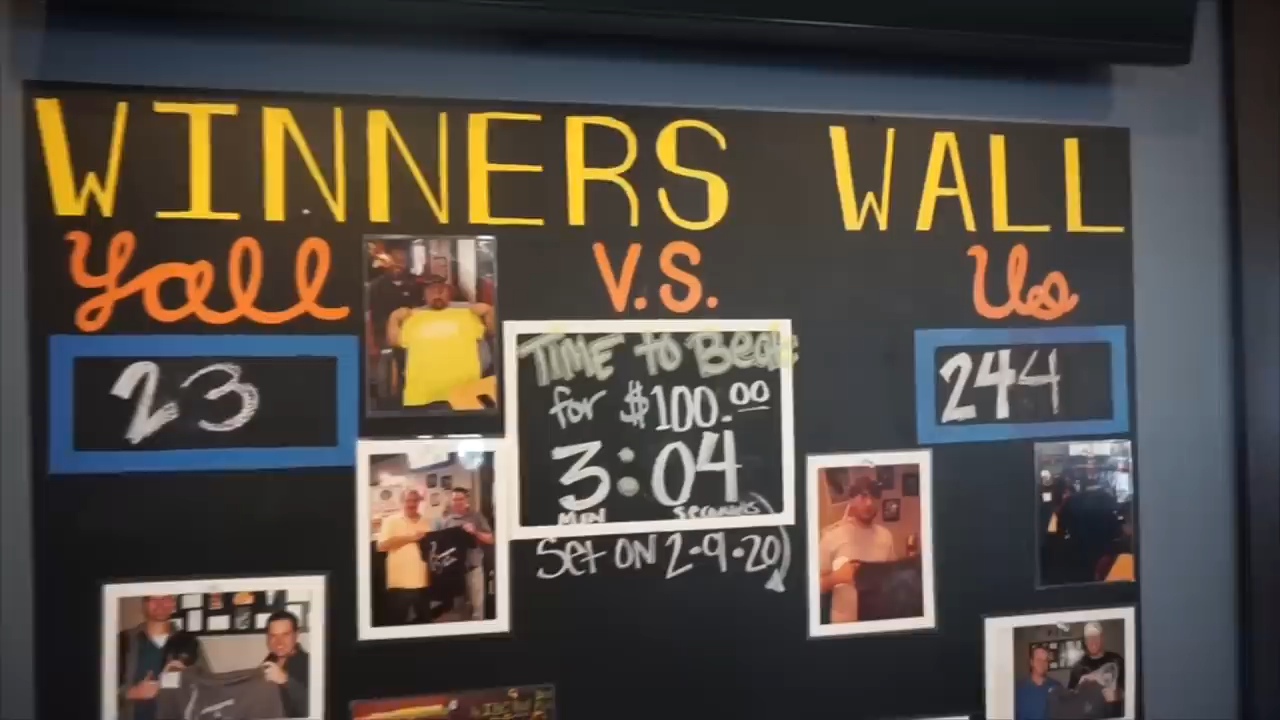 WINNERS WALL
Yall V.S. Us
23
TIME to Beat
for $100.00
3:04
MIN SECONDS
244
Set ON 2-9-20